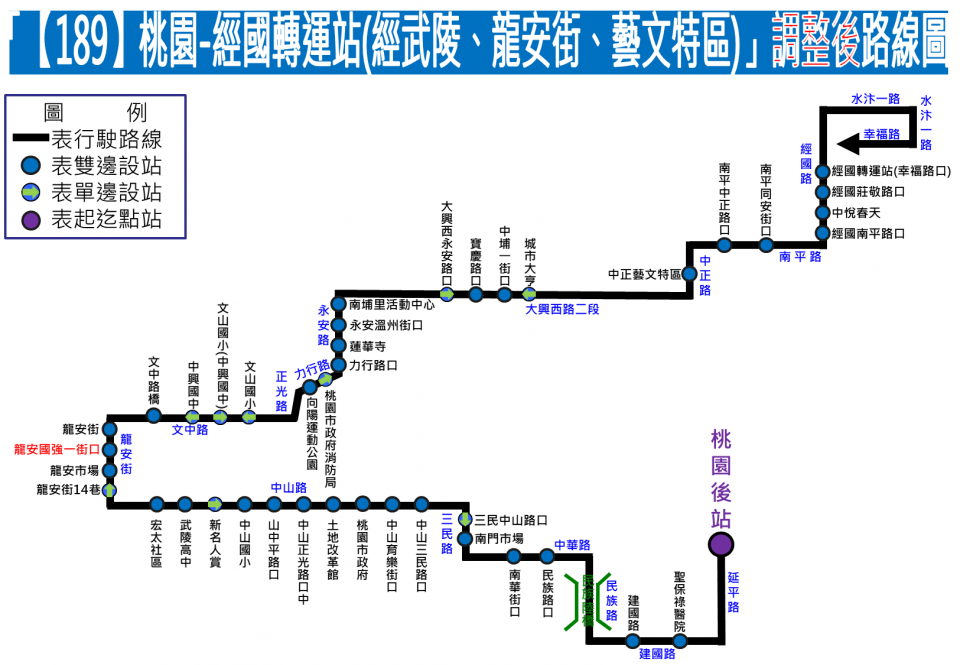 「【189】桃園-經國轉運站(經武陵、龍安街、藝文特區)」調整後路線圖
圖 例
表行駛路線
表雙邊設站
表單邊設站
表起迄點站
水汴一路
水汴一路
幸福路
經國路
經國轉運站(幸福路口)
經國莊敬路口
中悅春天
經國南平路口
南平路
南平同安街口
南平中正路口
中正路
中正藝文特區
大興西路二段
城市大亨
中埔一街口
寶慶路口
大興西永安路口
南埔里活動中心
永安路
永安溫州街口
蓮華寺
力行路口
力行路
桃園市政府消防局
向陽運動公園
正光路
文山國小
文山國小(中興國中)
中興國中
文中路橋
文中路
龍安街
龍安街
龍安國強一街口
龍安市場
龍安街14巷
中山路
宏太社區
武陵高中
新名人賞
中山國小
山中平路口
中山正光路口中
土地改革館
桃園市政府
中山育樂街口
中山三民路口
三民路
三民中山路口
南門市場
中華路
南華街口
民族路口
民族陸橋
民族路
建國路
聖保祿醫院
建國路
延平路
桃園後站